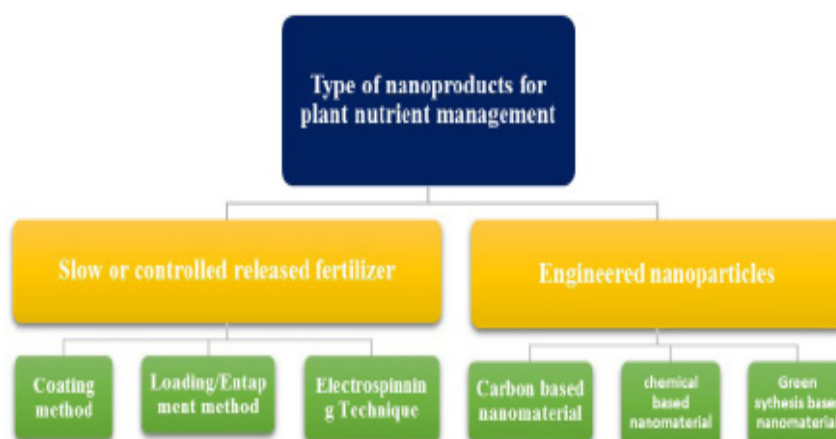 Type of nanoproducts for
plant nutrient management
Slow or controlled released fertilizer
Engineered nanoparticles
Coating
method
Loading/Entap
ment method
Electrospinnin
g Technique
Carbon based
nanomaterial
chemical
based
nanomaterial
Green
sythesis based
nanomaterial